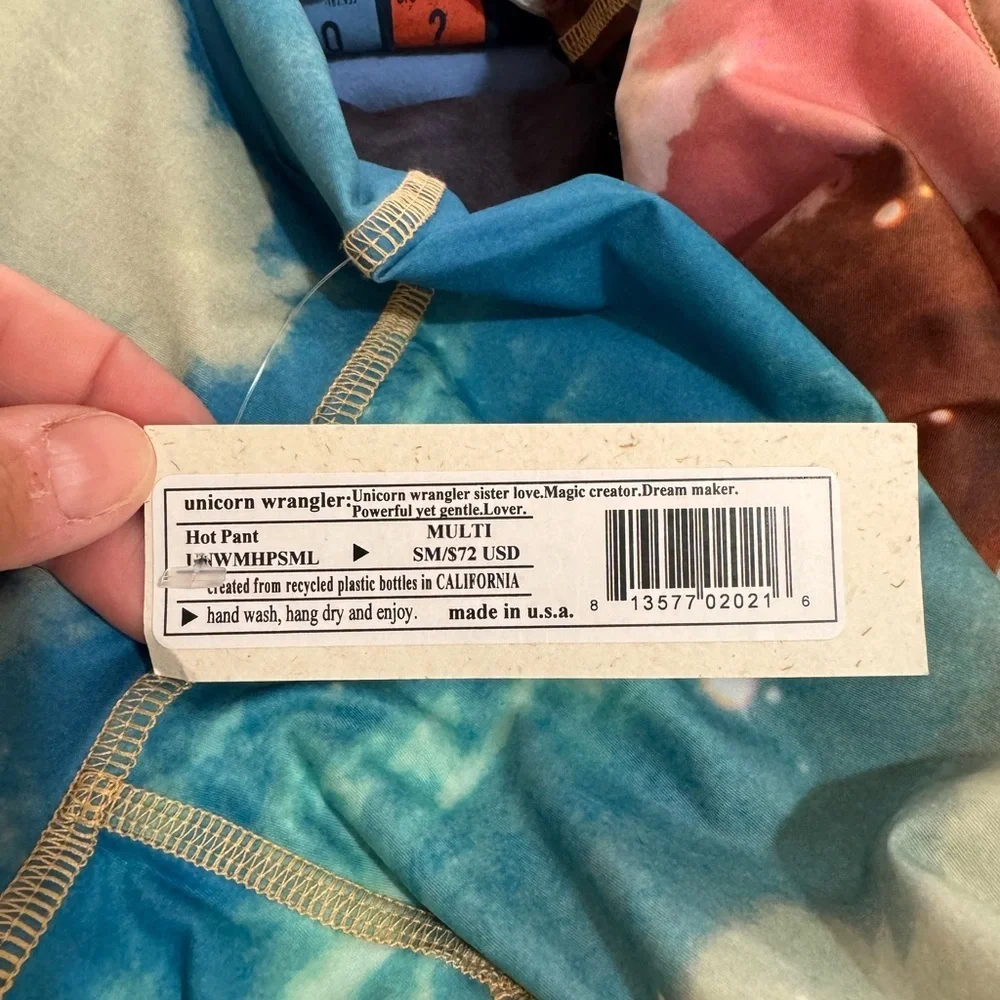 unicorn wrangler: Unicorn wrangler sister love.Magic creator.Dream maker.
Powerful yet gentle.Lover.
Hot Pant
MULTI
▶ SM/$72 USD
created from recycled plastic bottles in CALIFORNIA
▶ hand wash, hang dry and enjoy. made in u.s.a.
8 13577 02021 6
0
?